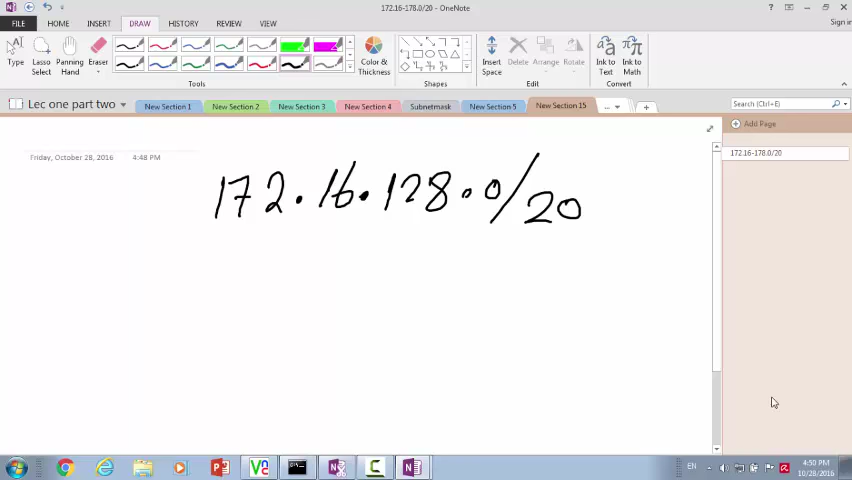 172.16-178.0/20 - OneNote
FILE HOME INSERT DRAW HISTORY REVIEW VIEW
Sign in
Type Lasso Select Panning Hand Eraser
Color & Thickness
Insert Space Delete Arrange Rotate
Ink to Text Ink to Math
Tools Shapes Edit Convert
Lec one part two New Section 1 New Section 2 New Section 3 New Section 4 Subnetmask New Section 5 New Section 15 ... Search (Ctrl+E)
Add Page
172.16-178.0/20
Friday, October 28, 2016 4:48 PM
172.16.128.0/20
EN 4:50 PM
10/28/2016